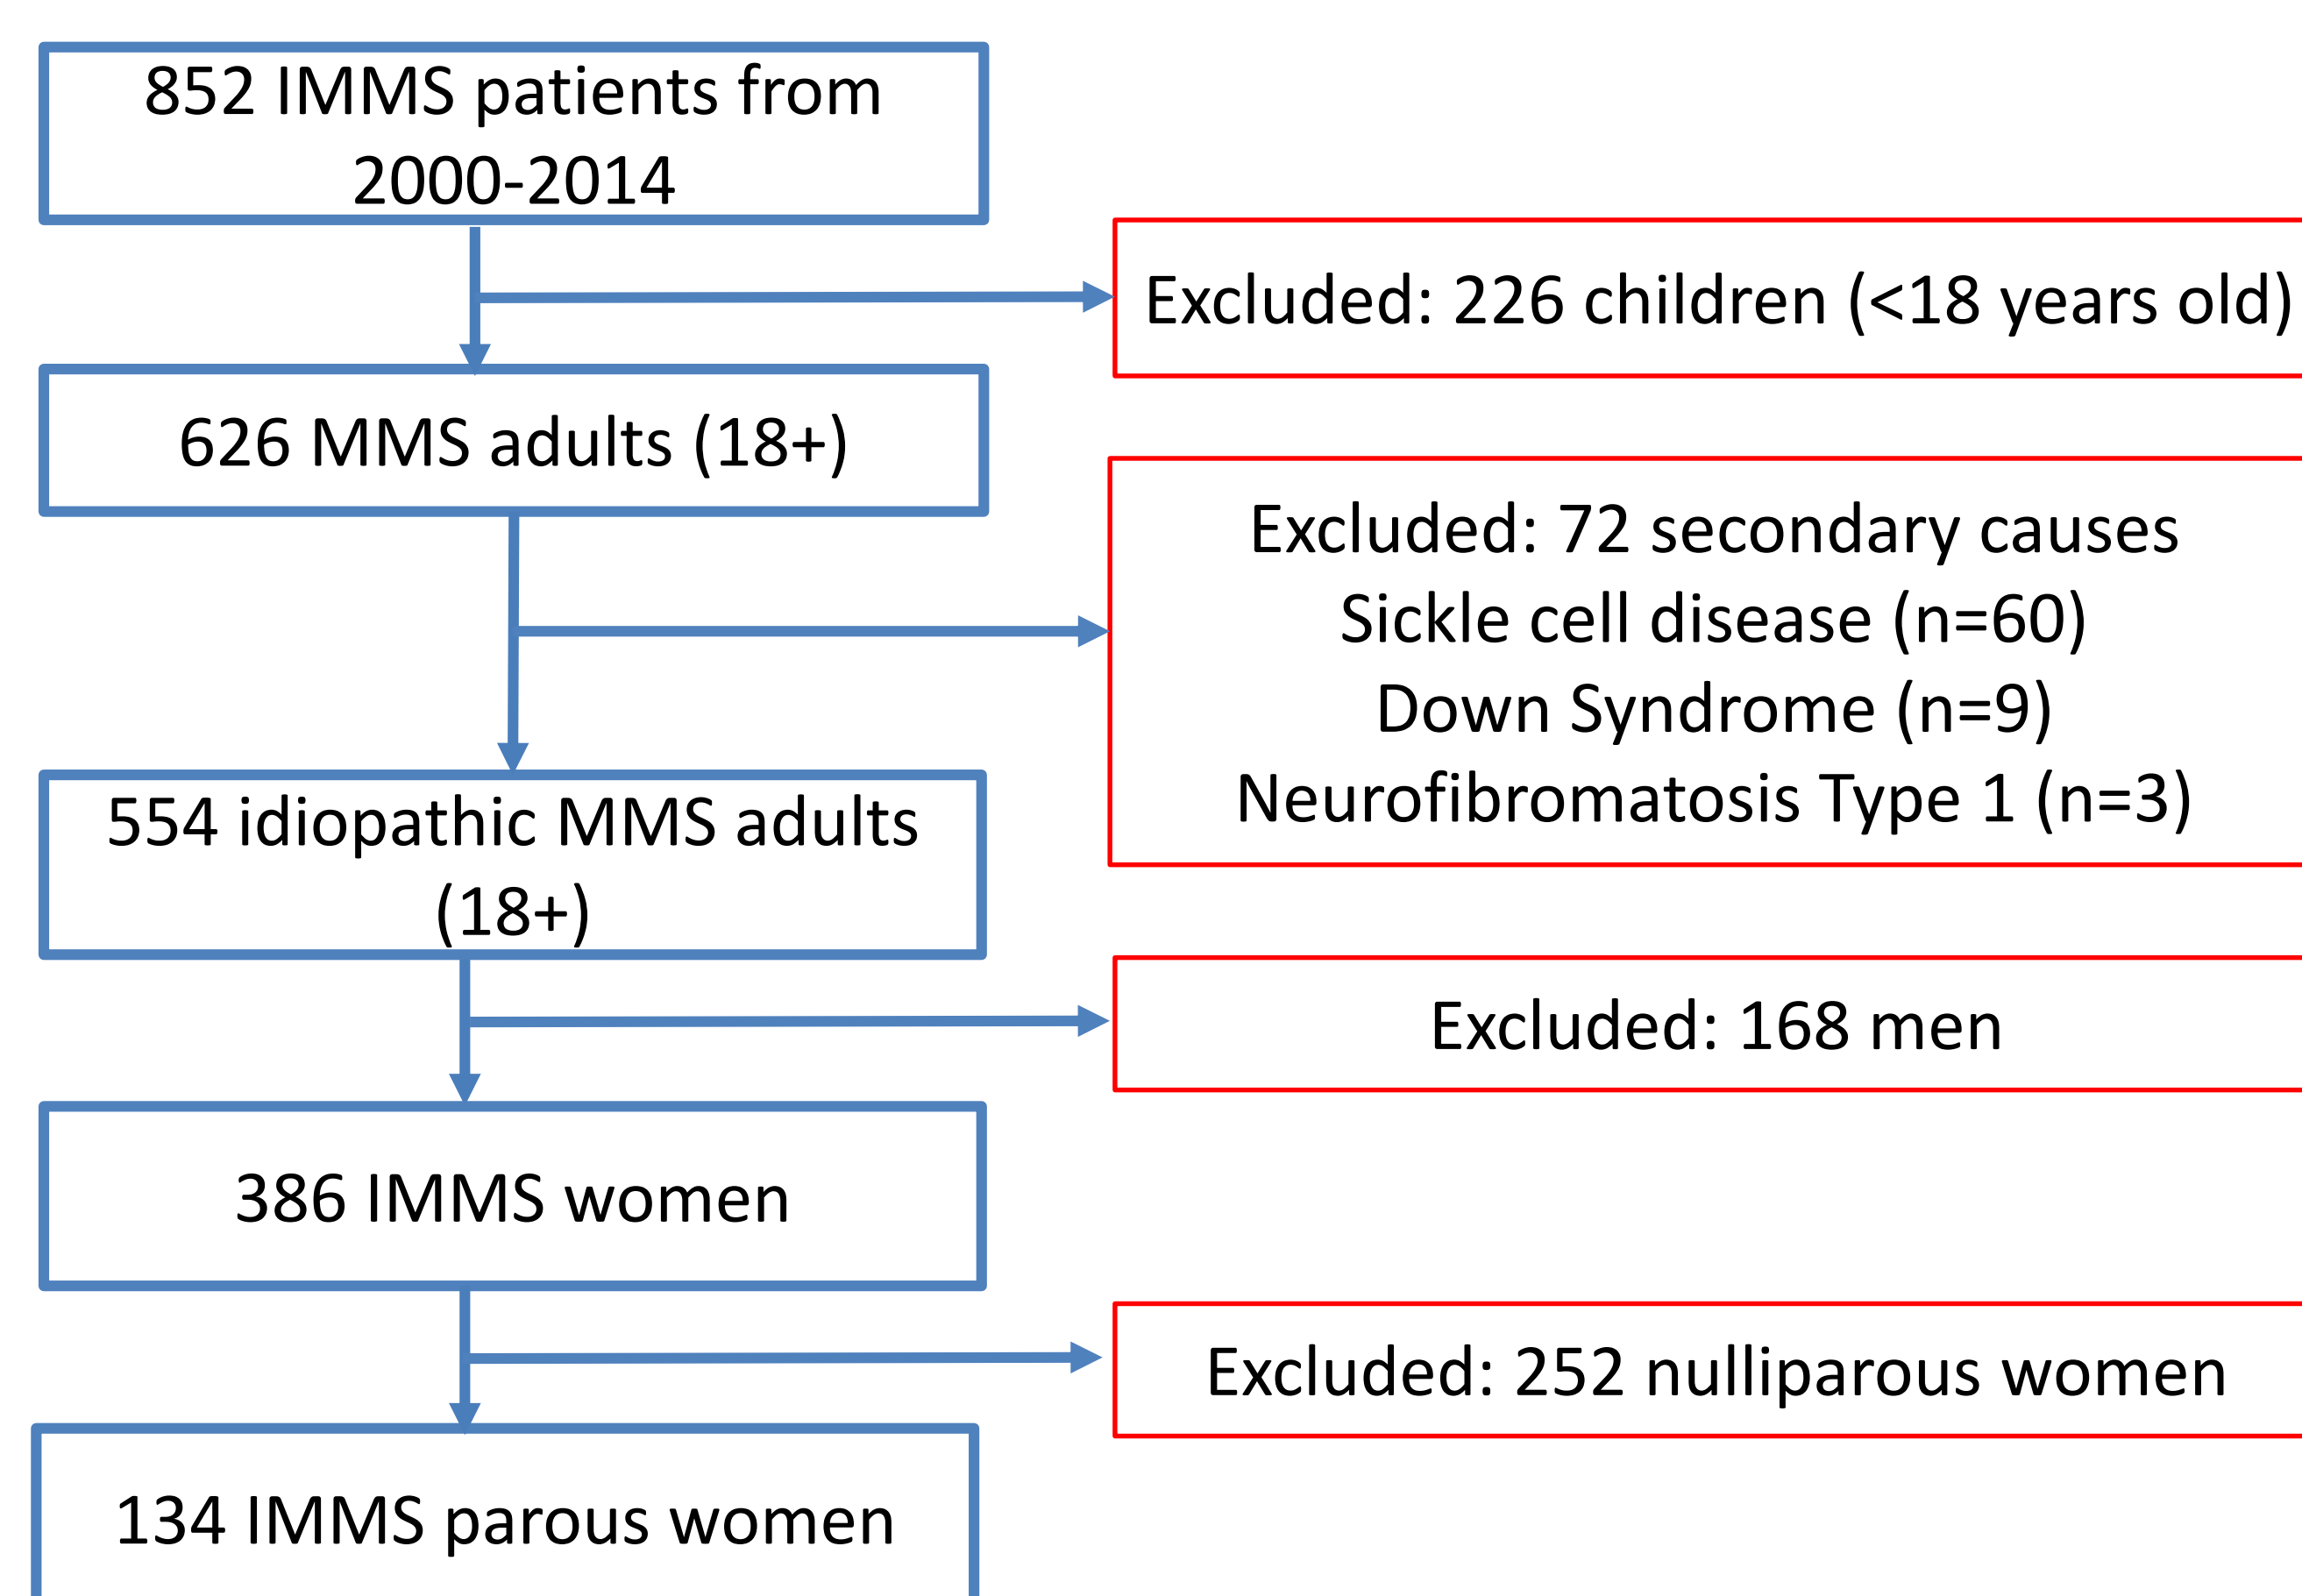 852 IMMS patients from
2000-2014
Excluded: 226 children (<18 years old)
626 MMS adults (18+)
Excluded: 72 secondary causes
Sickle cell disease (n=60)
Down Syndrome (n=9)
Neurofibromatosis Type 1 (n=3)
554 idiopathic MMS adults
(18+)
Excluded: 168 men
386 IMMS women
Excluded: 252 nulliparous women
134 IMMS parous women